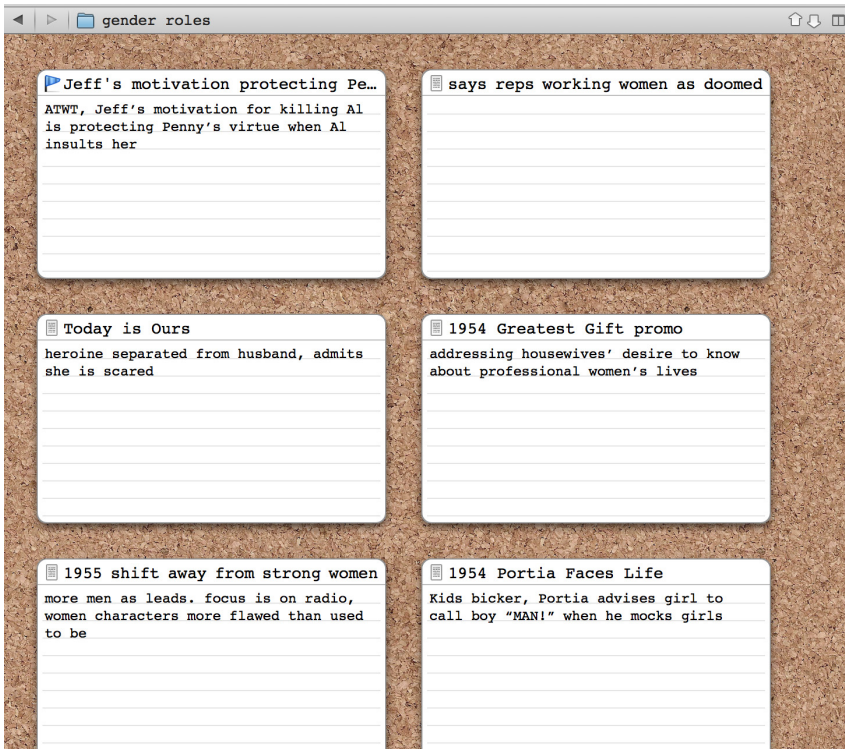 gender roles
Jeff's motivation protecting Pe…
ATWT, Jeff’s motivation for killing Al
is protecting Penny’s virtue when Al
insults her
says reps working women as doomed
Today is Ours
heroine separated from husband, admits
she is scared
1954 Greatest Gift promo
addressing housewives’ desire to know
about professional women’s lives
1955 shift away from strong women
more men as leads. focus is on radio,
women characters more flawed than used
to be
1954 Portia Faces Life
Kids bicker, Portia advises girl to
call boy “MAN!” when he mocks girls